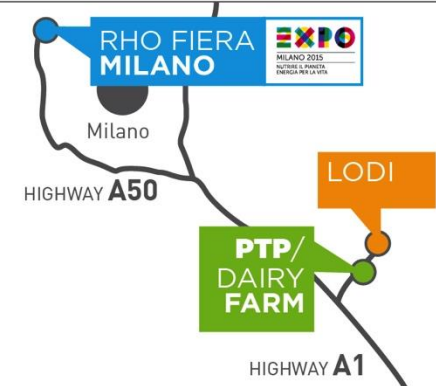 RHO FIERA
MILANO
EXPO
MILANO 2015
NUTRIRE IL PIANETA
ENERGIA PER LA VITA
Milano
HIGHWAY A50
LODI
PTP/
DAIRY
FARM
HIGHWAY A1